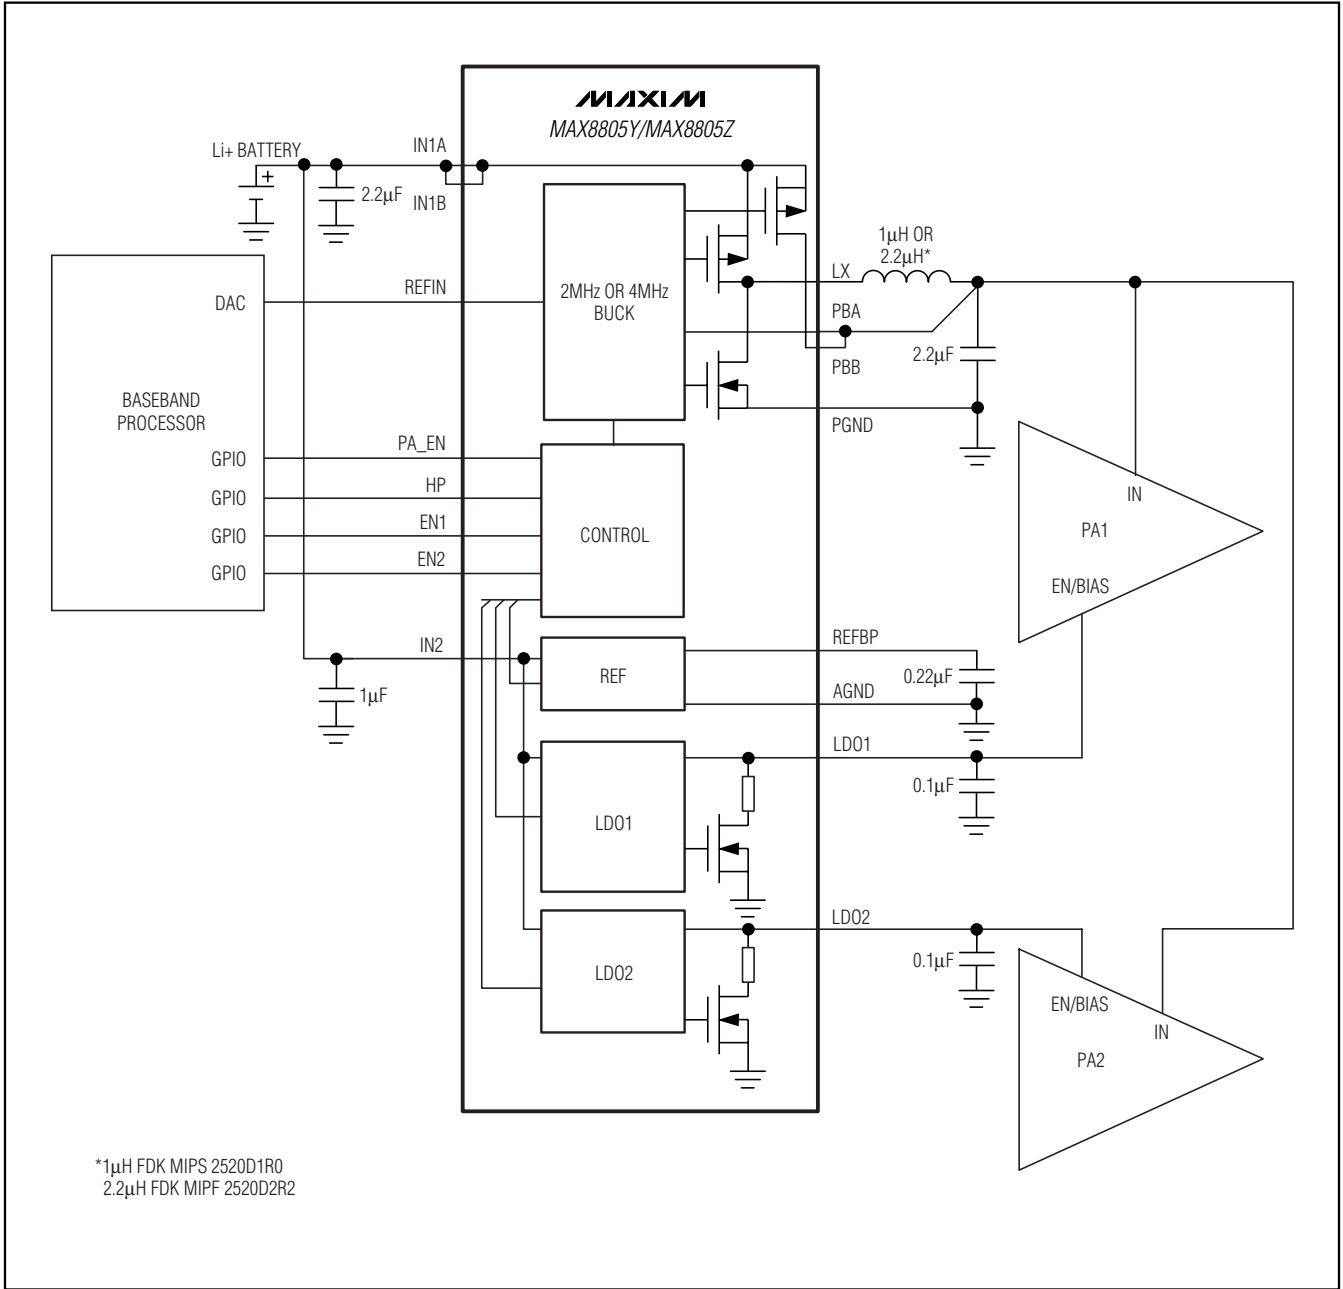 MAXIM
MAX8805Y/MAX8805Z
Li+ BATTERY
+
2.2μF
IN1A
IN1B
DAC
REFIN
2MHz OR 4MHz
BUCK
LX
1μH OR
2.2μH*
PBA
PBB
2.2μF
PGND
BASEBAND
PROCESSOR
GPIO
PA_EN
GPIO
HP
GPIO
EN1
GPIO
EN2
CONTROL
IN
PA1
EN/BIAS
IN2
1μF
REF
REFBP
0.22μF
AGND
LDO1
LDO1
0.1μF
LDO2
LDO2
0.1μF
EN/BIAS
IN
PA2
*1μH FDK MIPS 2520D1R0
2.2μH FDK MIPF 2520D2R2